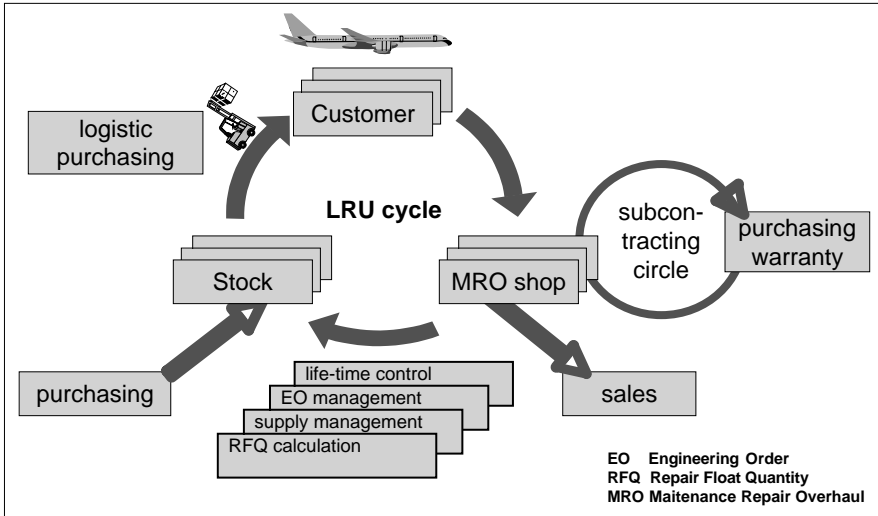 Customer
logistic
purchasing
LRU cycle
subcon-
tracting
circle
purchasing
warranty
Stock
MRO shop
life-time control
EO management
supply management
RFQ calculation
purchasing
sales
EO Engineering Order
RFQ Repair Float Quantity
MRO Maitenance Repair Overhaul